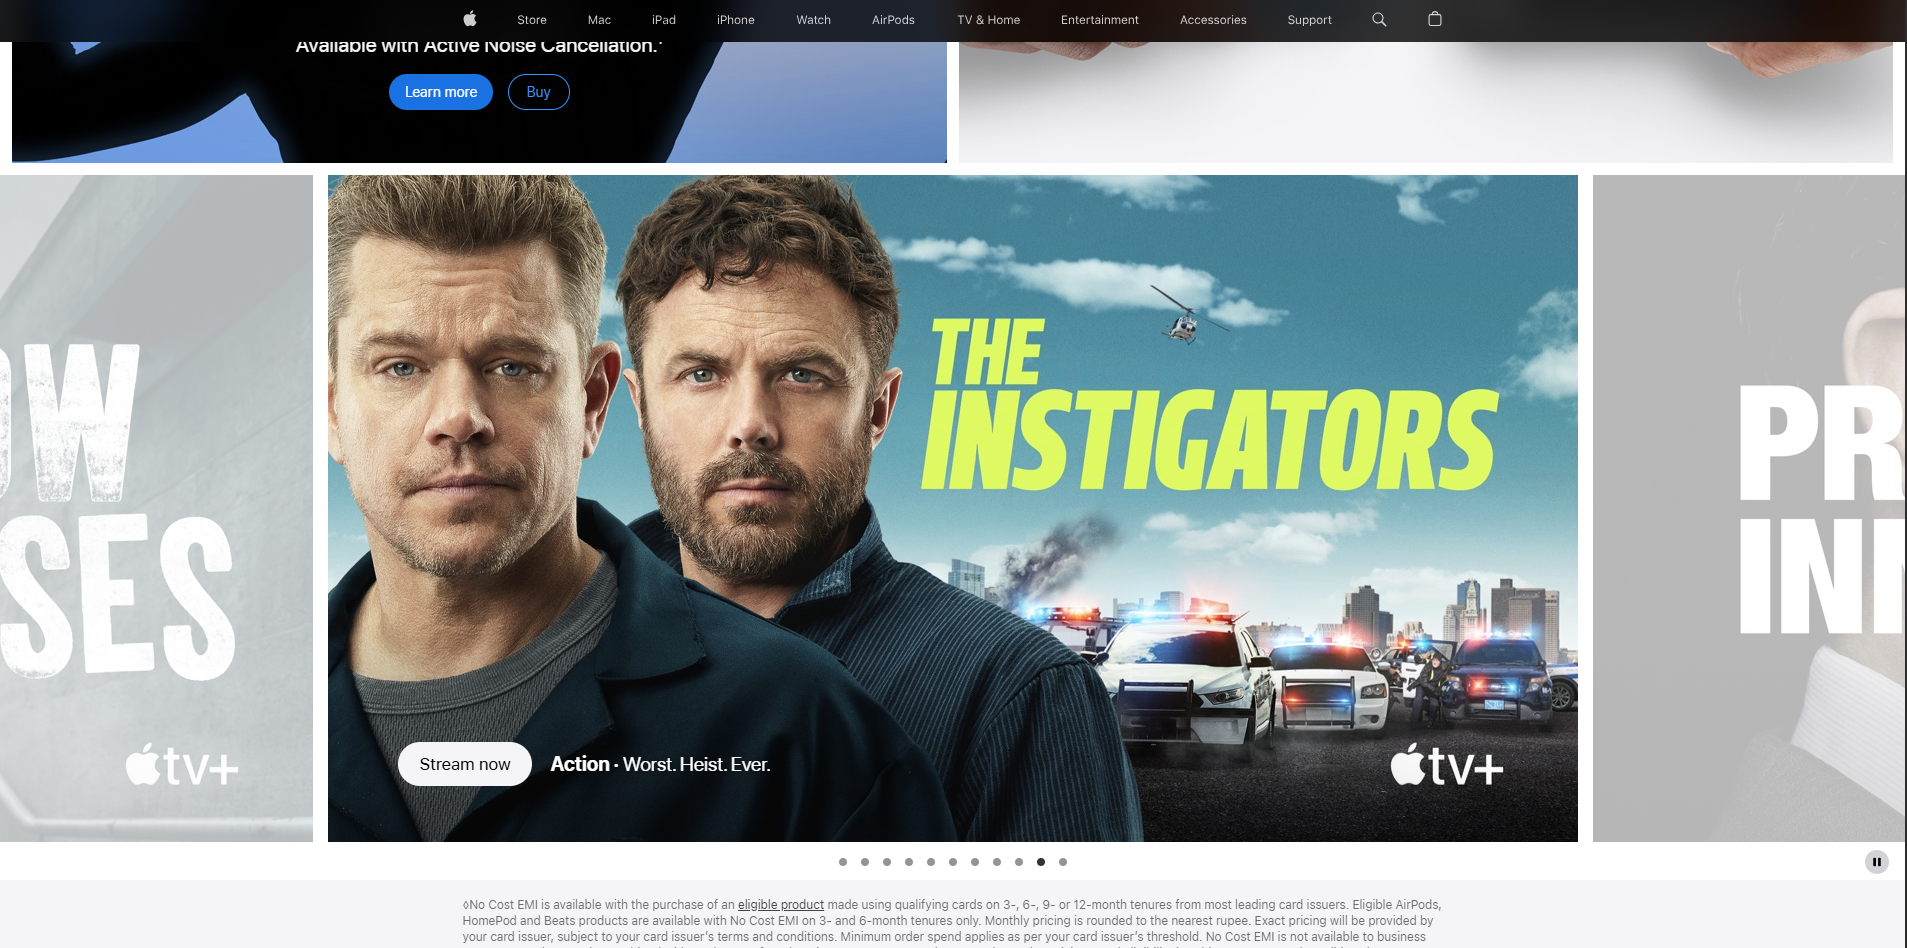 Store Mac iPad iPhone Watch AirPods TV & Home Entertainment Accessories Support
Available with Active Noise Cancellation.¹
Learn more Buy
THE
INSTIGATORS
OW
SES
PR
INN
tv+
Stream now Action · Worst. Heist. Ever.
tv+
◊No Cost EMI is available with the purchase of an eligible product made using qualifying cards on 3-, 6-, 9- or 12-month tenures from most leading card issuers. Eligible AirPods,
HomePod and Beats products are available with No Cost EMI on 3- and 6-month tenures only. Monthly pricing is rounded to the nearest rupee. Exact pricing will be provided by
your card issuer, subject to your card issuer's terms and conditions. Minimum order spend applies as per your card issuer's threshold. No Cost EMI is not available to business